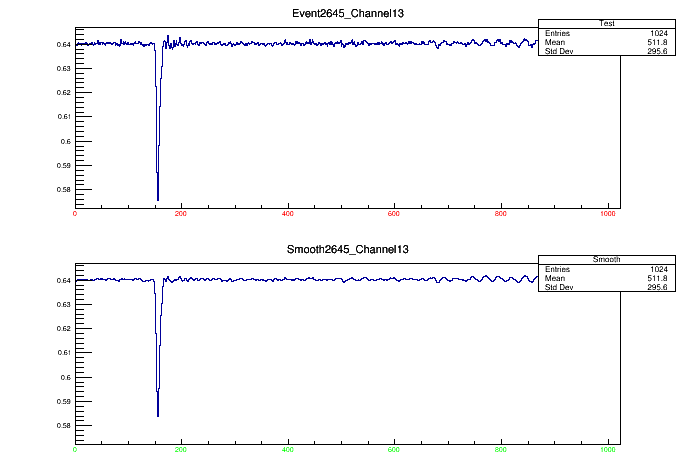 Event2645_Channel13
Test
Entries 1024
Mean 511.8
Std Dev 295.6
0.64
0.63
0.62
0.61
0.6
0.59
0.58
0 200 400 600 800 1000
Smooth2645_Channel13
Smooth
Entries 1024
Mean 511.8
Std Dev 295.6
0.64
0.63
0.62
0.61
0.6
0.59
0.58
0 200 400 600 800 1000